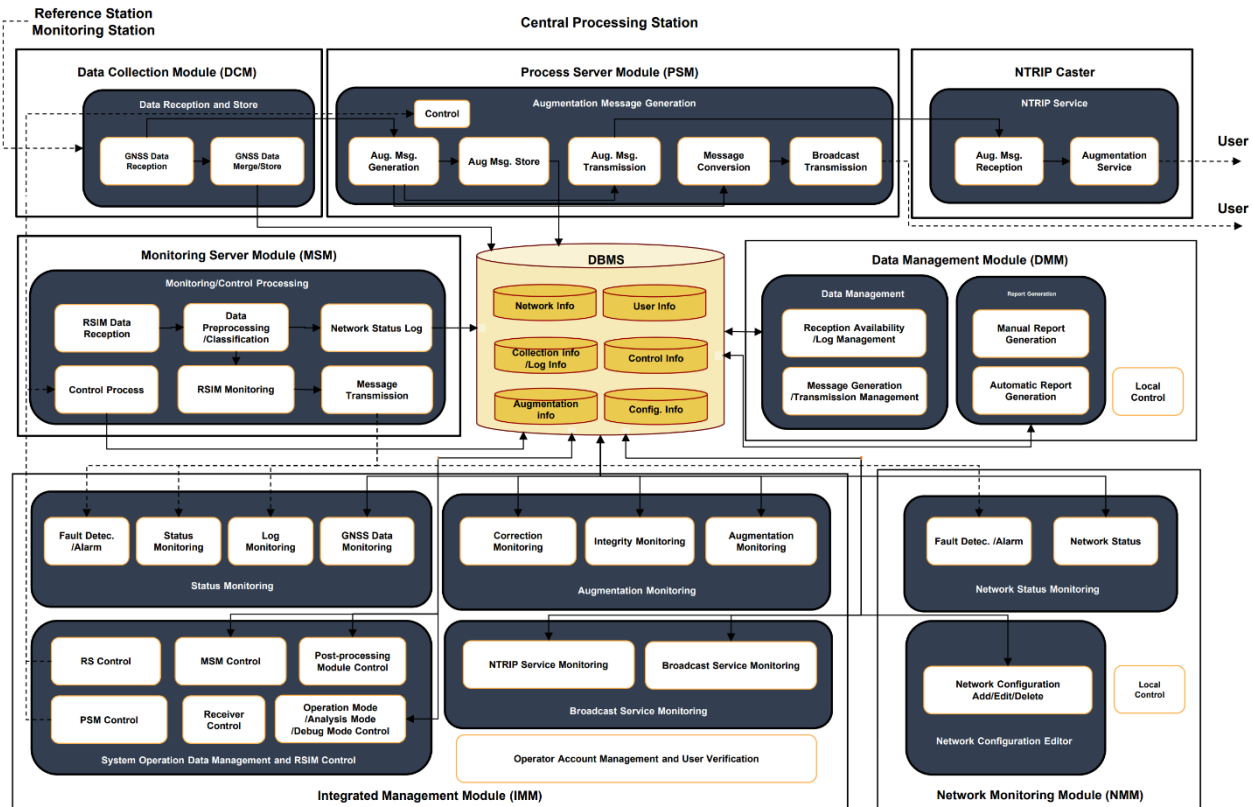 Reference Station
Monitoring Station
Central Processing Station
Data Collection Module (DCM)
Data Reception and Store
GNSS Data
Reception
GNSS Data
Merge/Store
Process Server Module (PSM)
Augmentation Message Generation
Control
Aug. Msg.
Generation
Aug Msg. Store
Aug. Msg.
Transmission
Message
Conversion
Broadcast
Transmission
NTRIP Caster
NTRIP Service
Aug. Msg.
Reception
Augmentation
Service
User
User
Monitoring Server Module (MSM)
Monitoring/Control Processing
RSIM Data
Reception
Data
Preprocessing
/Classification
Network Status Log
Control Process
RSIM Monitoring
Message
Transmission
DBMS
Network Info
User Info
Collection Info
/Log Info
Control Info
Augmentation
info
Config. Info
Data Management Module (DMM)
Data Management
Reception Availability
/Log Management
Message Generation
/Transmission Management
Report Generation
Manual Report
Generation
Automatic Report
Generation
Local
Control
Fault Detec.
/Alarm
Status
Monitoring
Log
Monitoring
GNSS Data
Monitoring
Status Monitoring
Correction
Monitoring
Integrity Monitoring
Augmentation
Monitoring
Augmentation Monitoring
Fault Detec. /Alarm
Network Status
Network Status Monitoring
RS Control
MSM Control
Post-processing
Module Control
PSM Control
Receiver
Control
Operation Mode
/Analysis Mode
/Debug Mode Control
System Operation Data Management and RSIM Control
NTRIP Service Monitoring
Broadcast Service Monitoring
Broadcast Service Monitoring
Operator Account Management and User Verification
Integrated Management Module (IMM)
Network Configuration
Add/Edit/Delete
Network Configuration Editor
Local
Control
Network Monitoring Module (NMM)